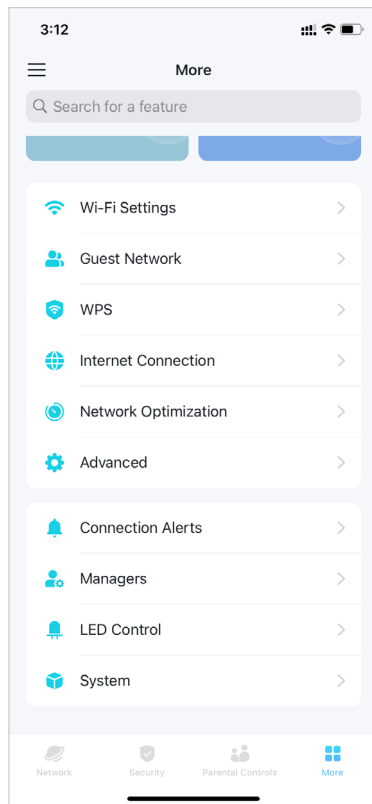 3:12
More
Search for a feature
Wi-Fi Settings
Guest Network
WPS
Internet Connection
Network Optimization
Advanced
Connection Alerts
Managers
LED Control
System
Network Security Parental Controls More